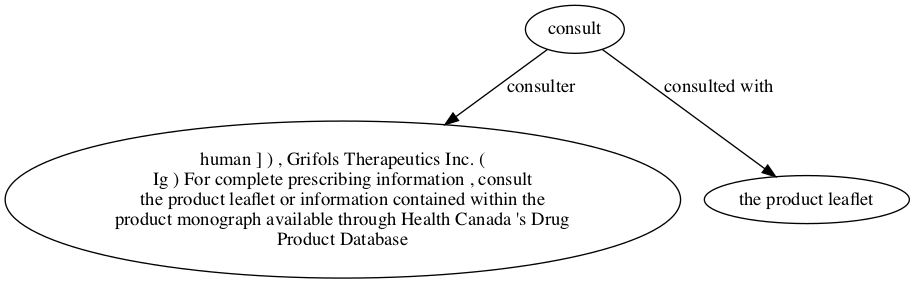 consult
consulter
consulted with
human ] ) , Grifols Therapeutics Inc. (
Ig ) For complete prescribing information , consult
the product leaflet or information contained within the
product monograph available through Health Canada 's Drug
Product Database
the product leaflet